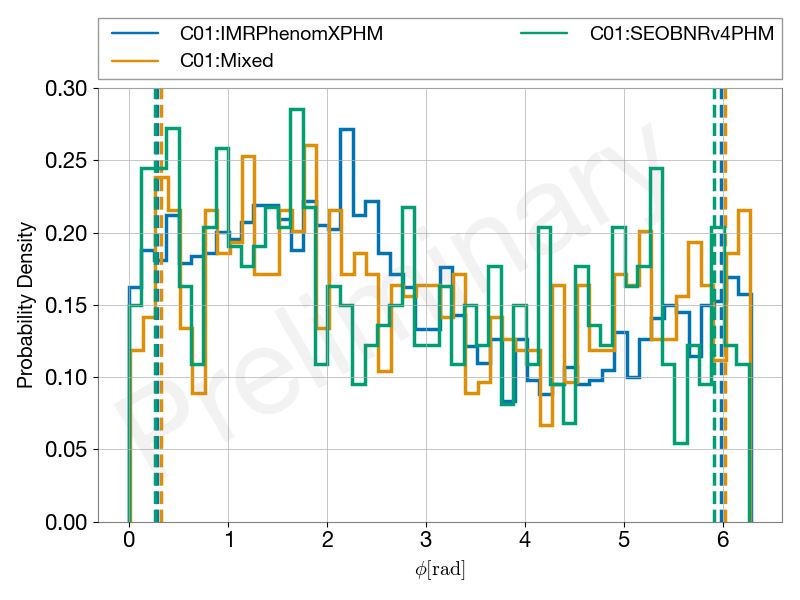 C01:IMRPhenomXPHM
C01:Mixed
C01:SEOBNRv4PHM
0.30
0.25
0.20
0.15
0.10
0.05
0.00
Probability Density
Preliminary
0 1 2 3 4 5 6
ϕ[rad]